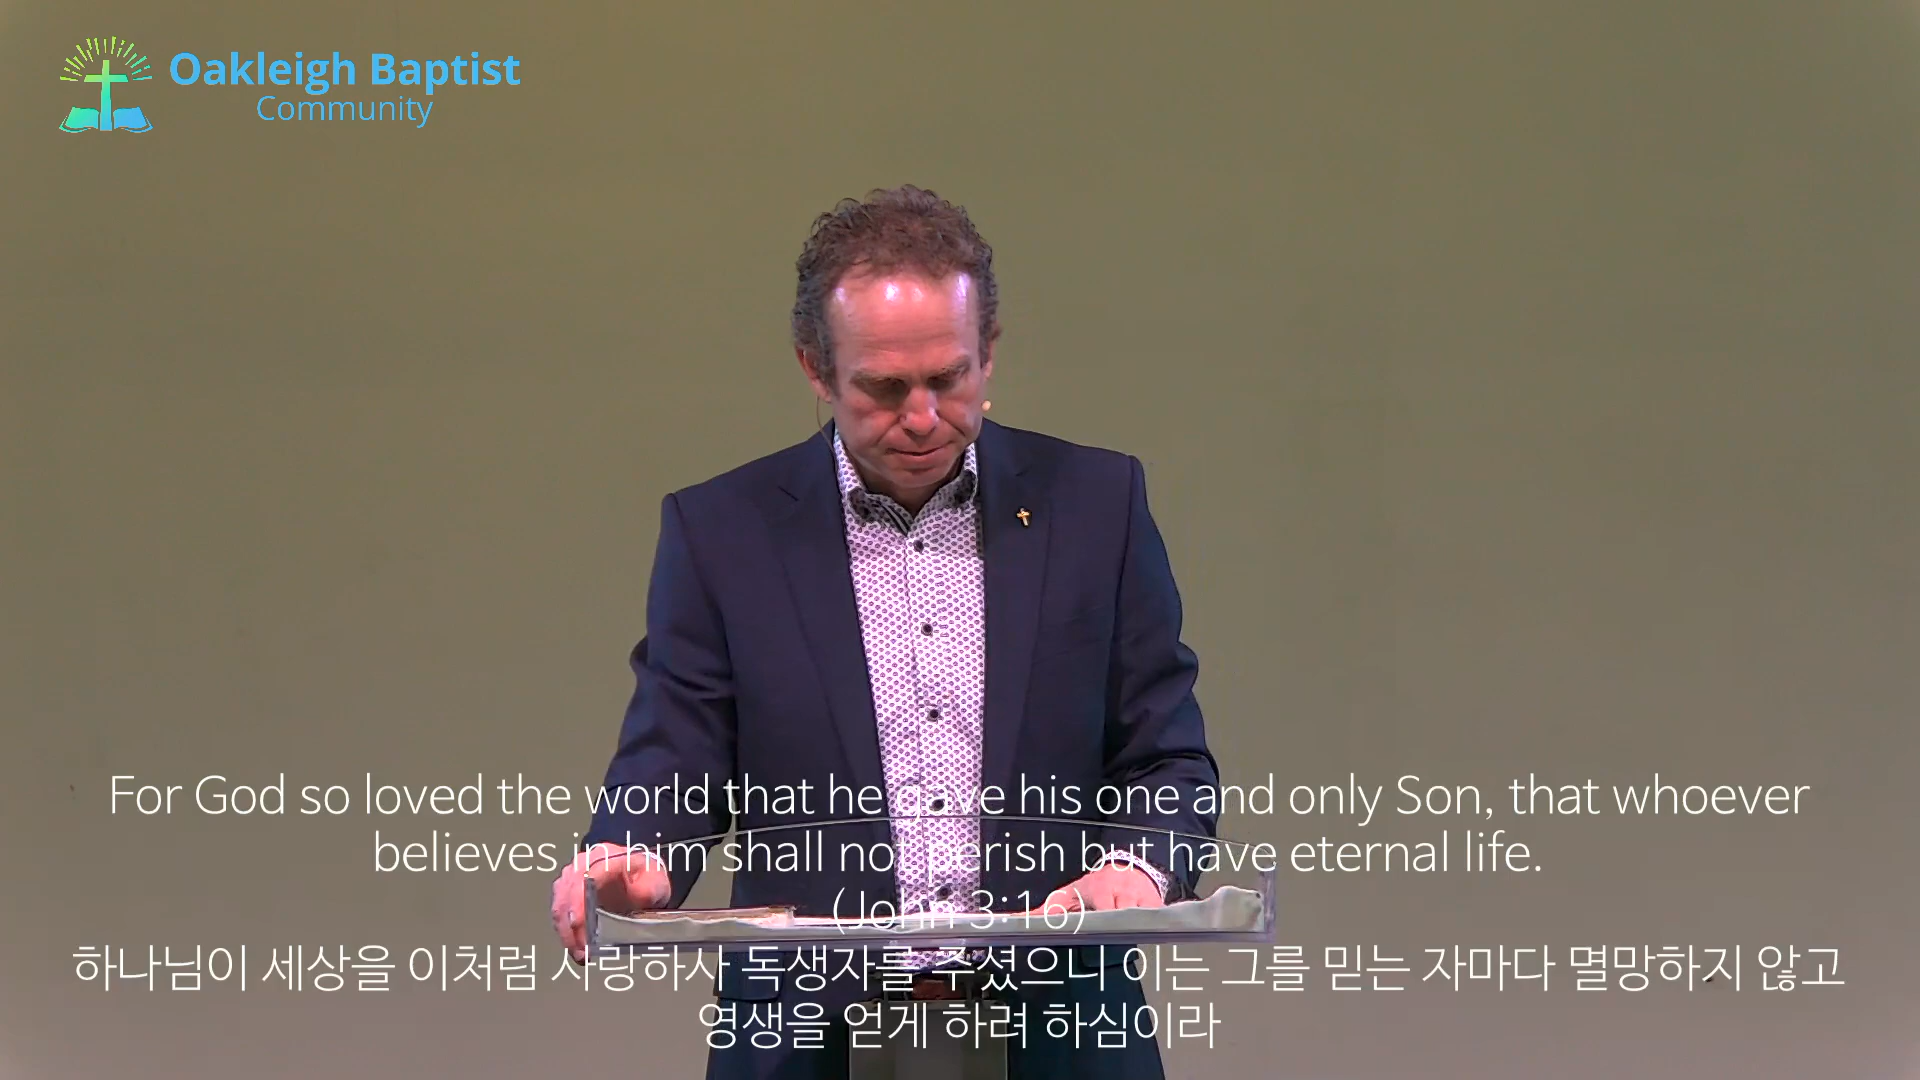 Oakleigh Baptist
Community
For God so loved the world that he gave his one and only Son, that whoever
believes in him shall not perish but have eternal life.
(John 3:16)
하나님이 세상을 이처럼 사랑하사 독생자를 주셨으니 이는 그를 믿는 자마다 멸망하지 않고
영생을 얻게 하려 하심이라